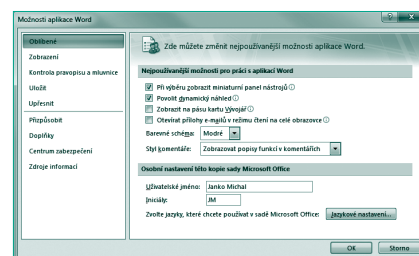 Možnosti aplikace Word
Oblíbené
Zobrazení
Kontrola pravopisu a mluvnice
Uložit
Upřesnit
Přizpůsobit
Doplňky
Centrum zabezpečení
Zdroje informací
Zde můžete změnit nejpoužívanější možnosti aplikace Word.
Nejpoužívanější možnosti pro práci s aplikací Word
Při výběru zobrazit miniaturní panel nástrojů
Povolit dynamický náhled
Zobrazit na pásu kartu Vývojář
Otevírat přílohy e-mailů v režimu čtení na celé obrazovce
Barevné schéma: Modré
Styl komentáře: Zobrazovat popisy funkcí v komentářích
Osobní nastavení této kopie sady Microsoft Office
Uživatelské jméno: Janko Michal
Iniciály: JM
Zvolte jazyky, které chcete používat v sadě Microsoft Office: Jazykové nastavení...
OK Storno